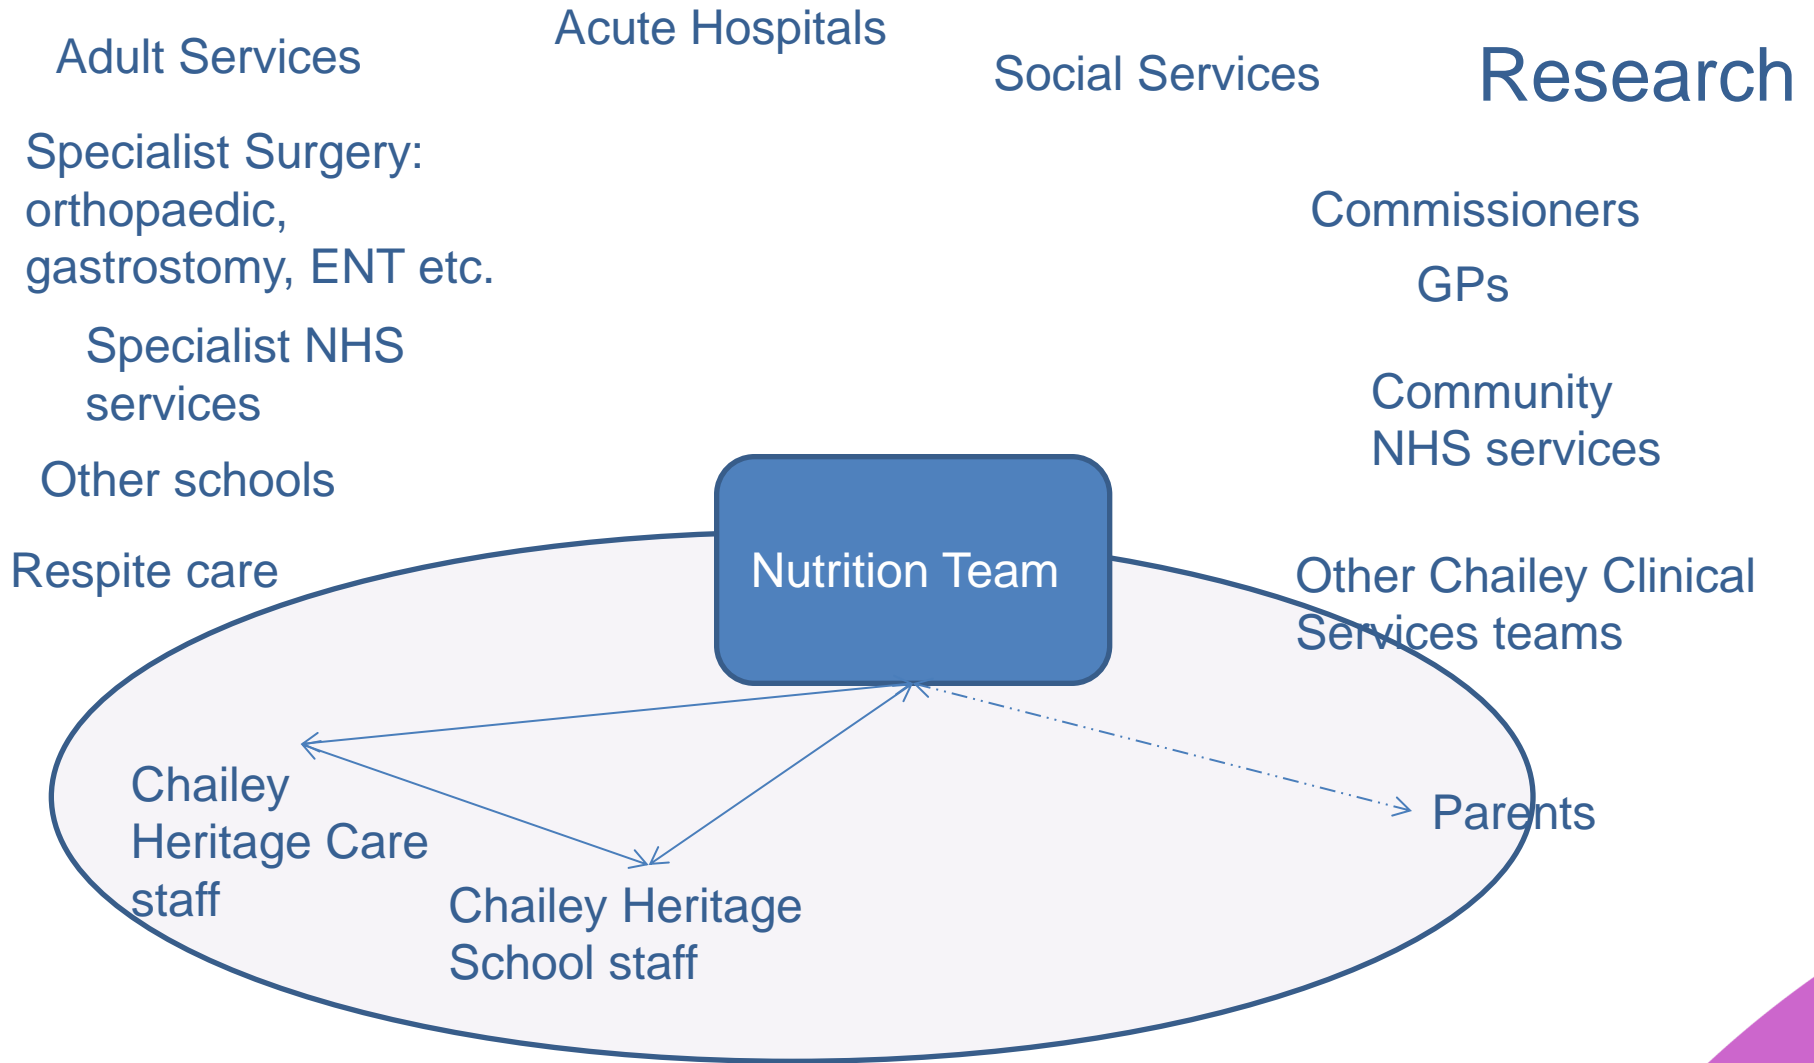 Adult Services
Acute Hospitals
Social Services
Research
Specialist Surgery:
orthopaedic,
gastrostomy, ENT etc.
Commissioners
GPs
Specialist NHS
services
Community
NHS services
Other schools
Respite care
Nutrition Team
Other Chailey Clinical
Services teams
Chailey
Heritage Care
staff
Parents
Chailey Heritage
School staff